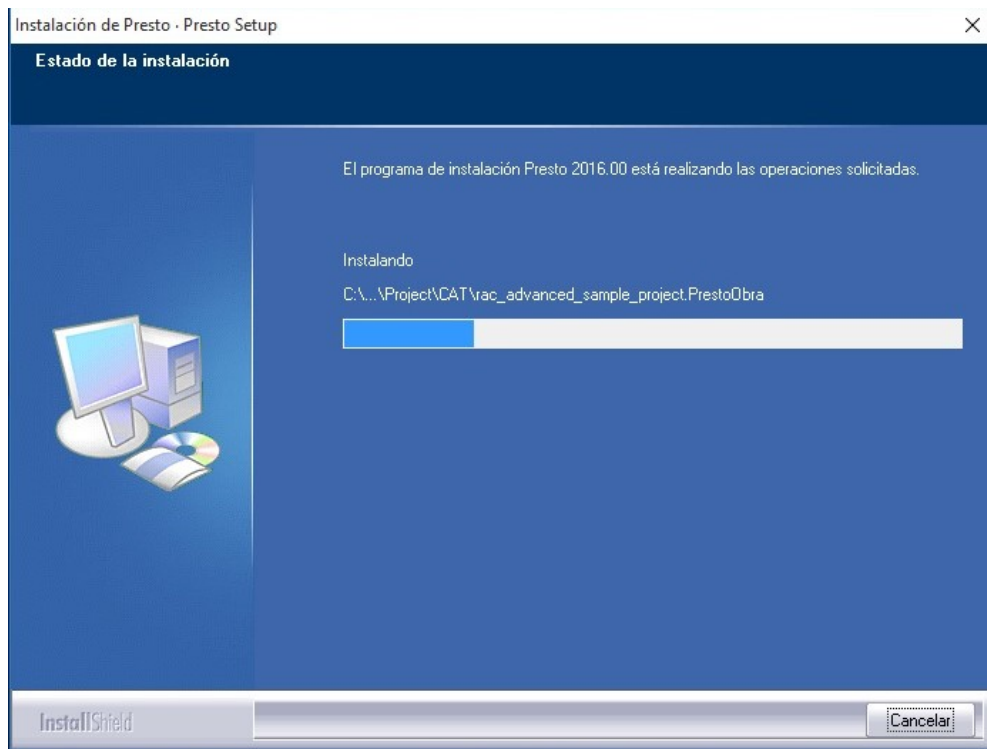 Instalación de Presto · Presto Setup
Estado de la instalación
El programa de instalación Presto 2016.00 está realizando las operaciones solicitadas.
Instalando
C:\...\Project\CAT\rac_advanced_sample_project.PrestoObra
InstallShield
Cancelar